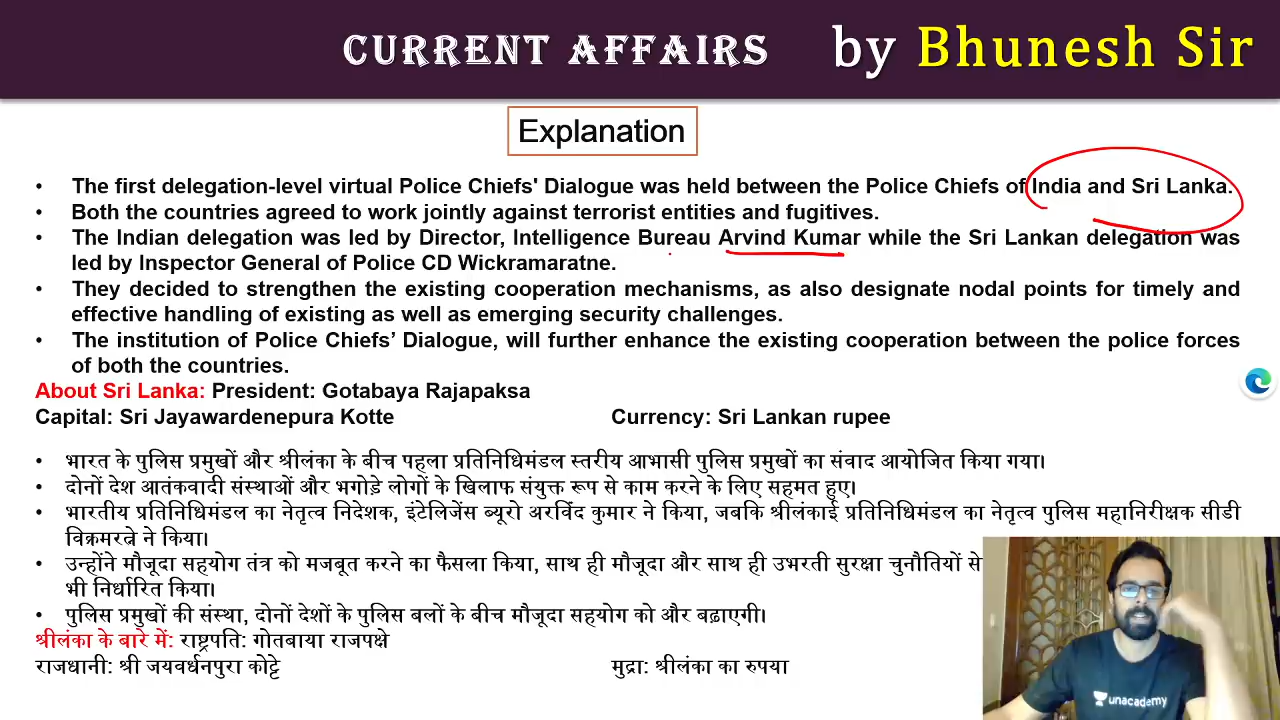 CURRENT AFFAIRS by Bhunesh Sir
Explanation
• The first delegation-level virtual Police Chiefs' Dialogue was held between the Police Chiefs of India and Sri Lanka.
• Both the countries agreed to work jointly against terrorist entities and fugitives.
• The Indian delegation was led by Director, Intelligence Bureau Arvind Kumar while the Sri Lankan delegation was
led by Inspector General of Police CD Wickramaratne.
• They decided to strengthen the existing cooperation mechanisms, as also designate nodal points for timely and
effective handling of existing as well as emerging security challenges.
• The institution of Police Chiefs’ Dialogue, will further enhance the existing cooperation between the police forces
of both the countries.
About Sri Lanka: President: Gotabaya Rajapaksa
Capital: Sri Jayawardenepura Kotte Currency: Sri Lankan rupee
• भारत के पुलिस प्रमुखों और श्रीलंका के बीच पहला प्रतिनिधिमंडल स्तरीय आभासी पुलिस प्रमुखों का संवाद आयोजित किया गया।
• दोनों देश आतंकवादी संस्थाओं और भगोड़े लोगों के खिलाफ संयुक्त रूप से काम करने के लिए सहमत हुए।
• भारतीय प्रतिनिधिमंडल का नेतृत्व निदेशक, इंटेलिजेंस ब्यूरो अरविंद कुमार ने किया, जबकि श्रीलंकाई प्रतिनिधिमंडल का नेतृत्व पुलिस महानिरीक्षक सीडी
विक्रमरत्ने ने किया।
• उन्होंने मौजूदा सहयोग तंत्र को मजबूत करने का फैसला किया, साथ ही मौजूदा और साथ ही उभरती सुरक्षा चुनौतियों से
भी निर्धारित किया।
• पुलिस प्रमुखों की संस्था, दोनों देशों के पुलिस बलों के बीच मौजूदा सहयोग को और बढ़ाएगी।
श्रीलंका के बारे में: राष्ट्रपति: गोतबाया राजपक्षे
राजधानी: श्री जयवर्धनपुरा कोट्टे मुद्रा: श्रीलंका का रुपया
unacademy